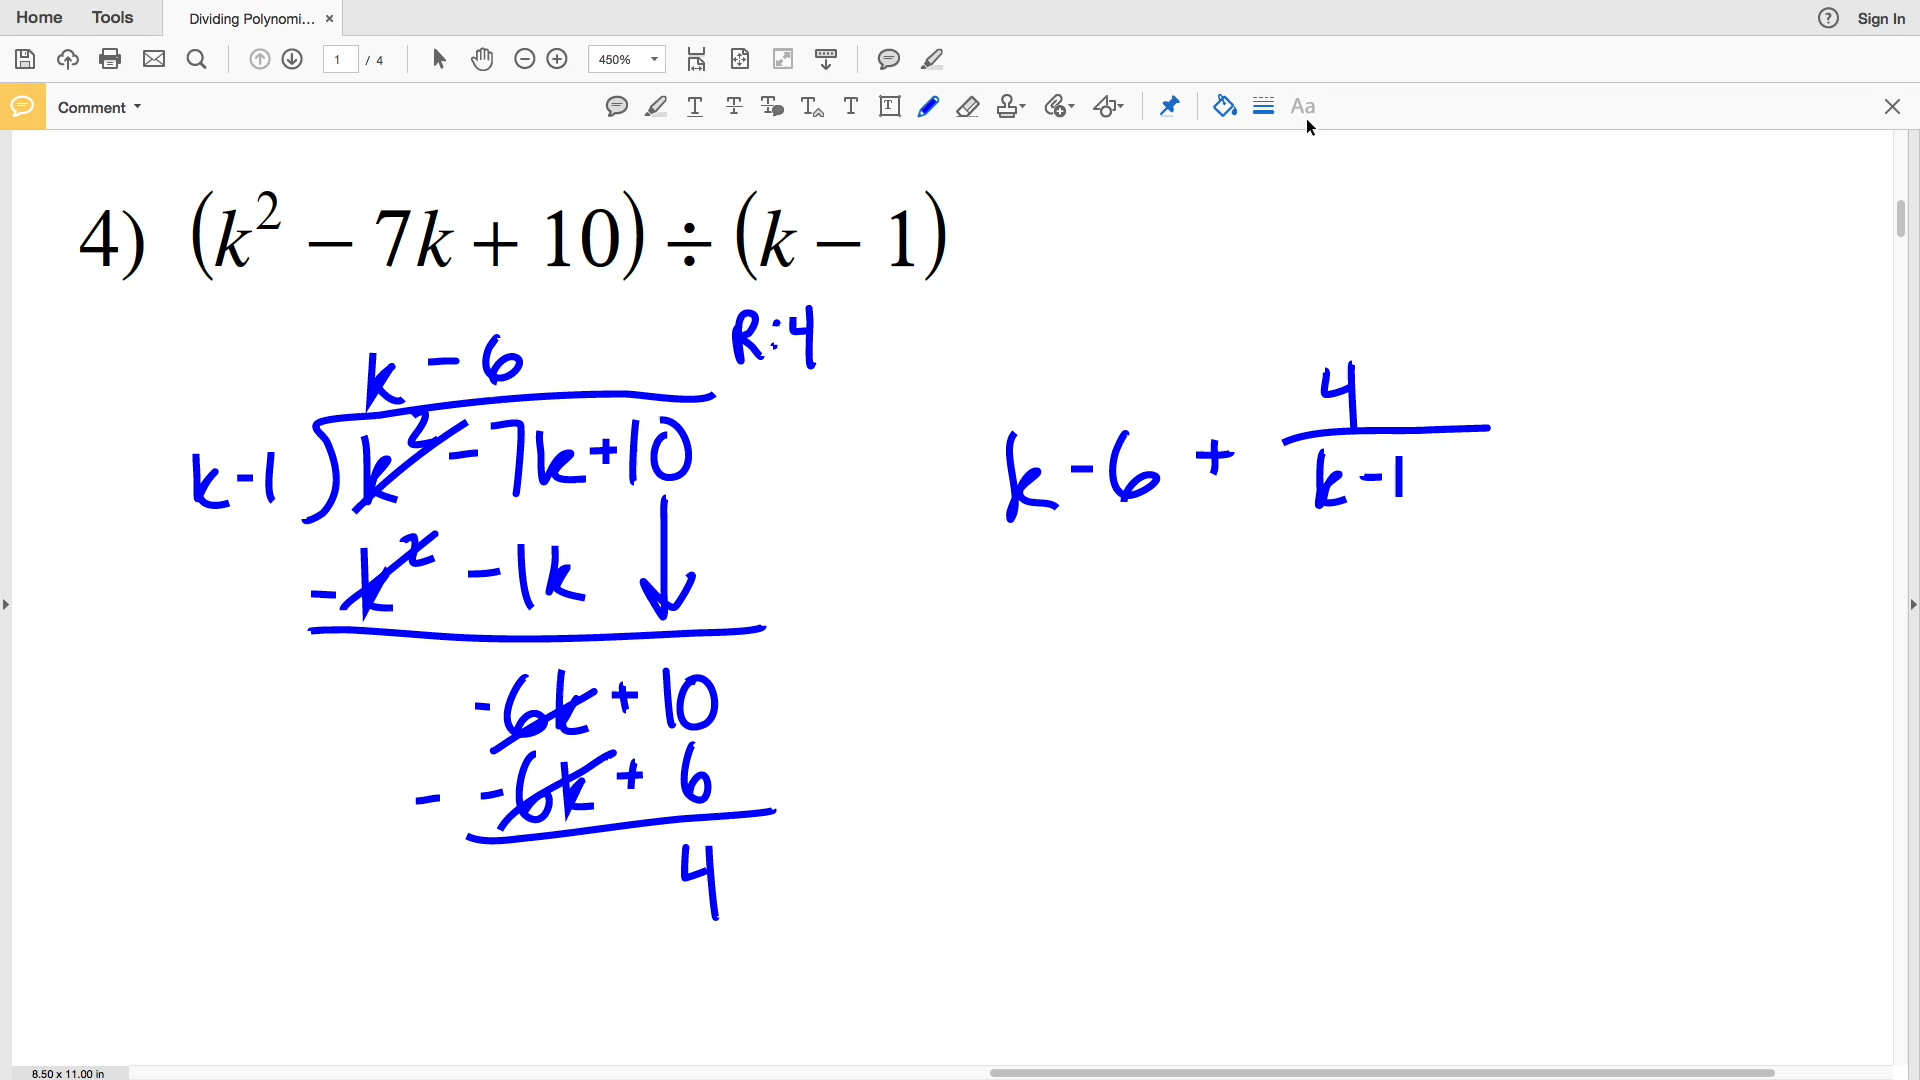 Home Tools Dividing Polynomi... × ? Sign In
1 / 4 450%
Comment Aa
4) (k² − 7k + 10) ÷ (k − 1)
R:4
k - 6
k-1 k² - 7k + 10
- k² - 1k
-6k + 10
- -6k + 6
4
4
k - 6 + ―
k-1
8.50 x 11.00 in